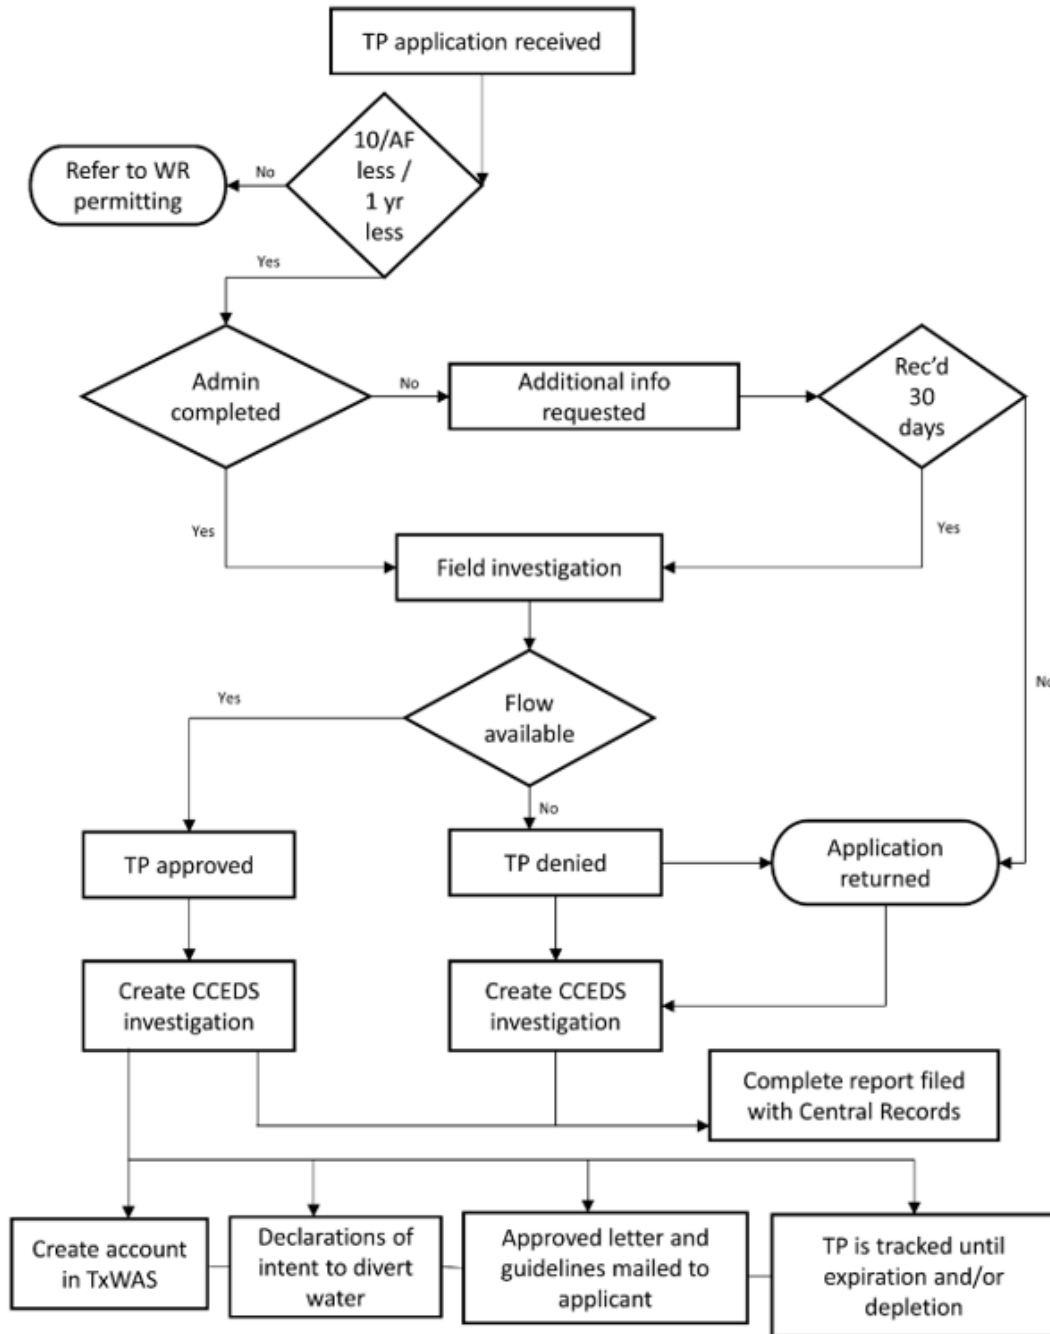 TP application received
10/AF
less /
1 yr
less
No
Refer to WR
permitting
Yes
Admin
completed
No
Additional info
requested
Rec'd
30
days
Yes
Yes
No
Field investigation
Flow
available
Yes
No
TP approved
TP denied
Application
returned
Create CCEDS
investigation
Create CCEDS
investigation
Complete report filed
with Central Records
Create account
in TxWAS
Declarations of
intent to divert
water
Approved letter and
guidelines mailed to
applicant
TP is tracked until
expiration and/or
depletion